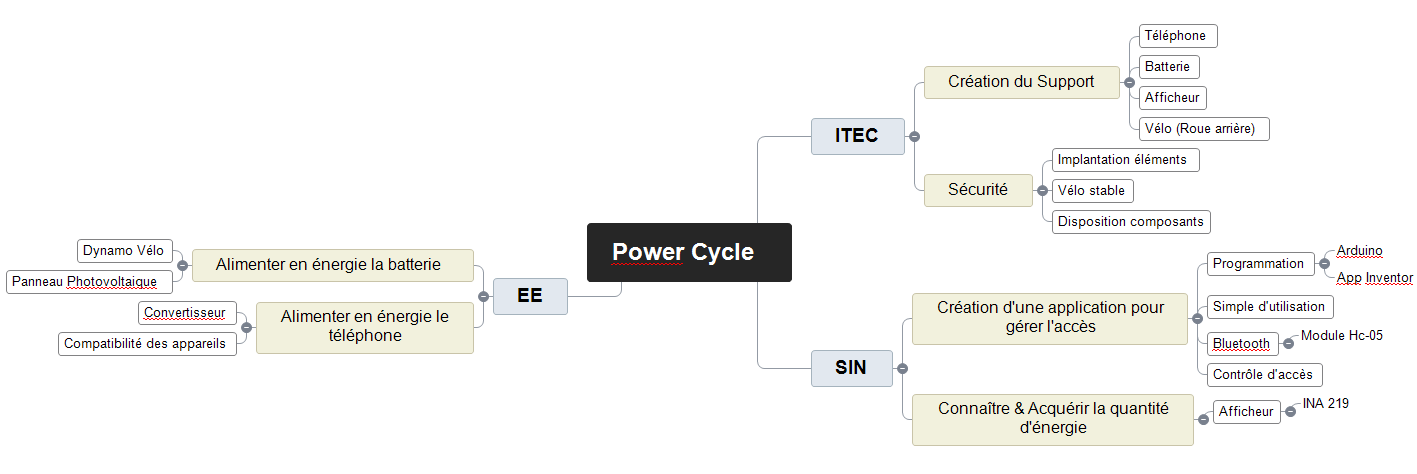 Power Cycle
ITEC
Création du Support
Téléphone
Batterie
Afficheur
Vélo (Roue arrière)
Sécurité
Implantation éléments
Vélo stable
Disposition composants
SIN
Création d'une application pour
gérer l'accès
Programmation
Arduino
App Inventor
Simple d'utilisation
Bluetooth
Module Hc-05
Contrôle d'accès
Connaître & Acquérir la quantité
d'énergie
Afficheur
INA 219
EE
Alimenter en énergie la batterie
Dynamo Vélo
Panneau Photovoltaique
Alimenter en énergie le
téléphone
Convertisseur
Compatibilité des appareils